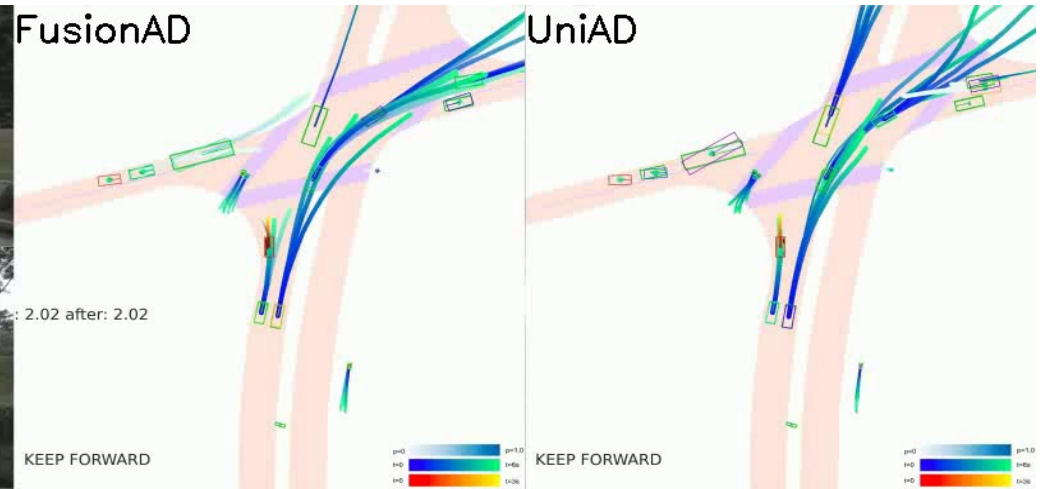 FusionAD
UniAD
: 2.02 after: 2.02
KEEP FORWARD
p=0 p=1.0
t=0 t=6s
t=0 t=3s
KEEP FORWARD
p=0 p=1.0
t=0 t=6s
t=0 t=3s